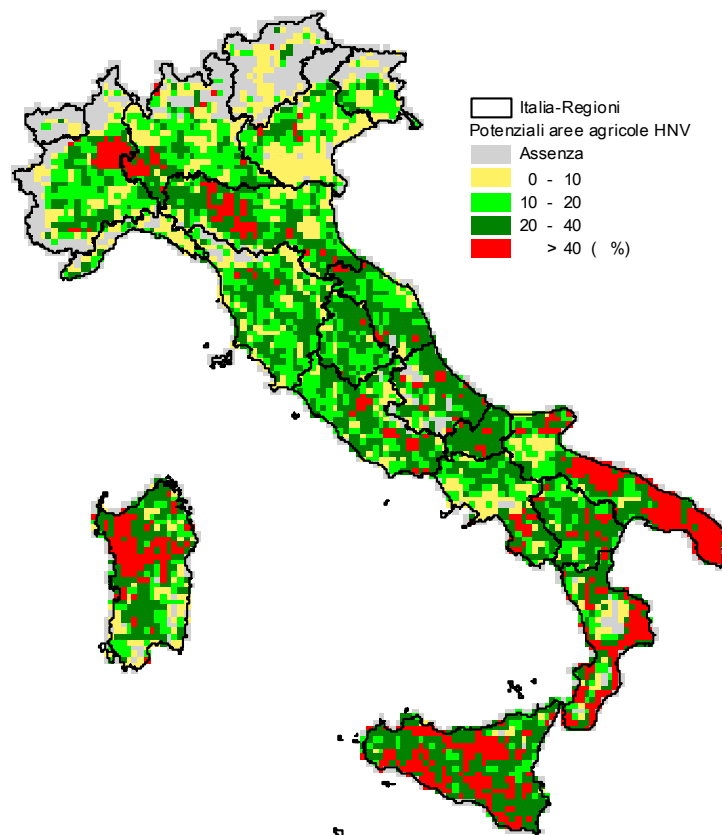 Italia-Regioni
Potenziali aree agricole HNV
Assenza
0 - 10
10 - 20
20 - 40
> 40 ( %)